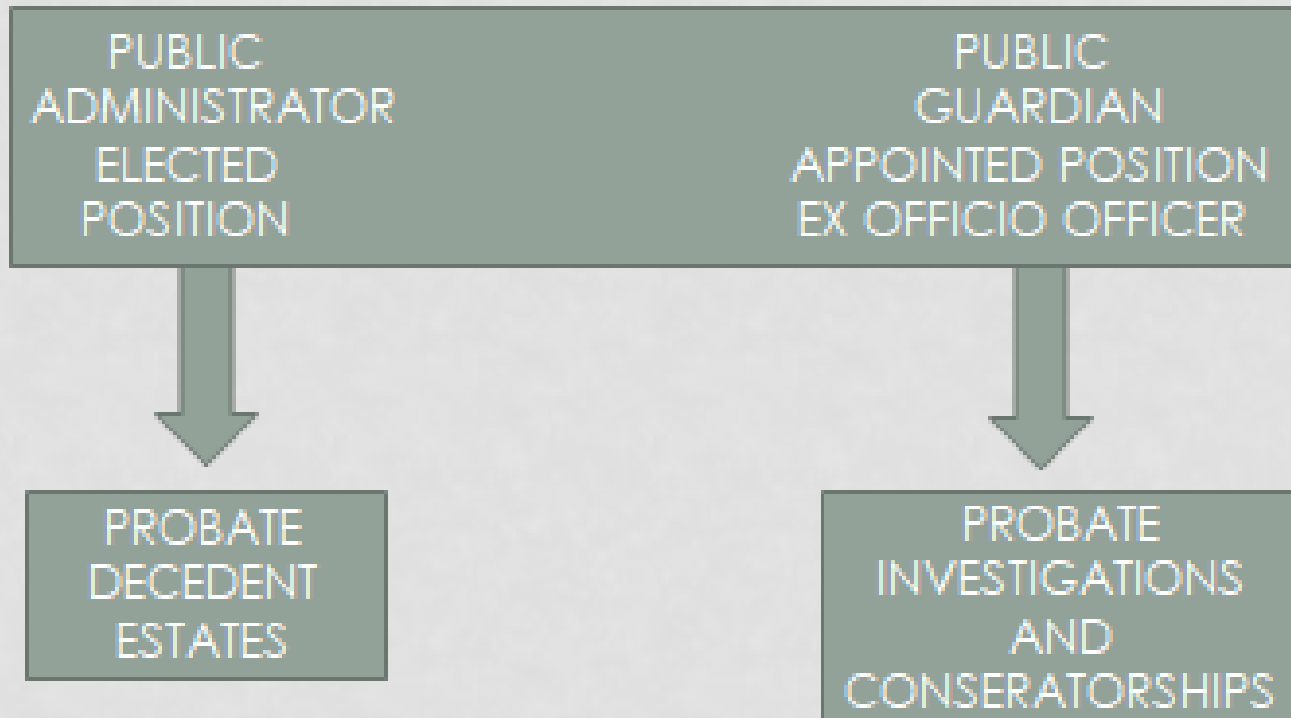 PUBLIC
ADMINISTRATOR
ELECTED
POSITION
PUBLIC
GUARDIAN
APPOINTED POSITION
EX OFFICIO OFFICER
PROBATE
DECEDENT
ESTATES
PROBATE
INVESTIGATIONS
AND
CONSERATORSHIPS